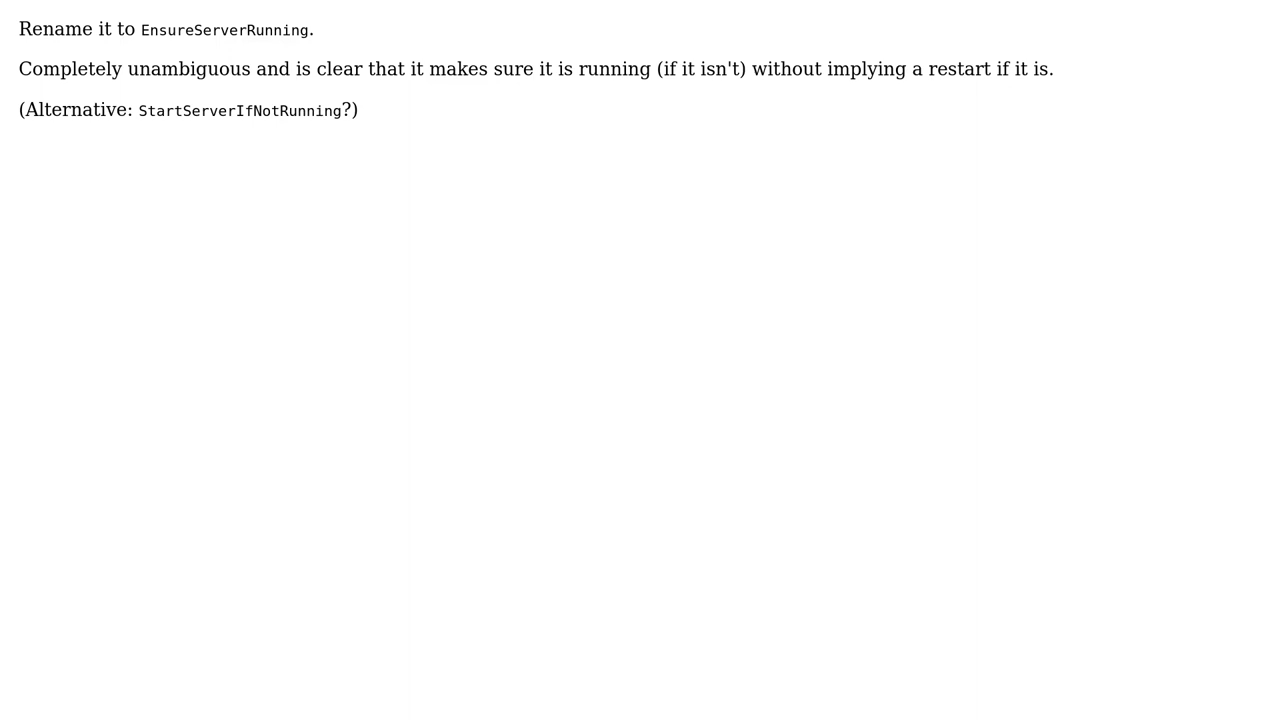 Rename it to EnsureServerRunning.
Completely unambiguous and is clear that it makes sure it is running (if it isn't) without implying a restart if it is.
(Alternative: StartServerIfNotRunning?)